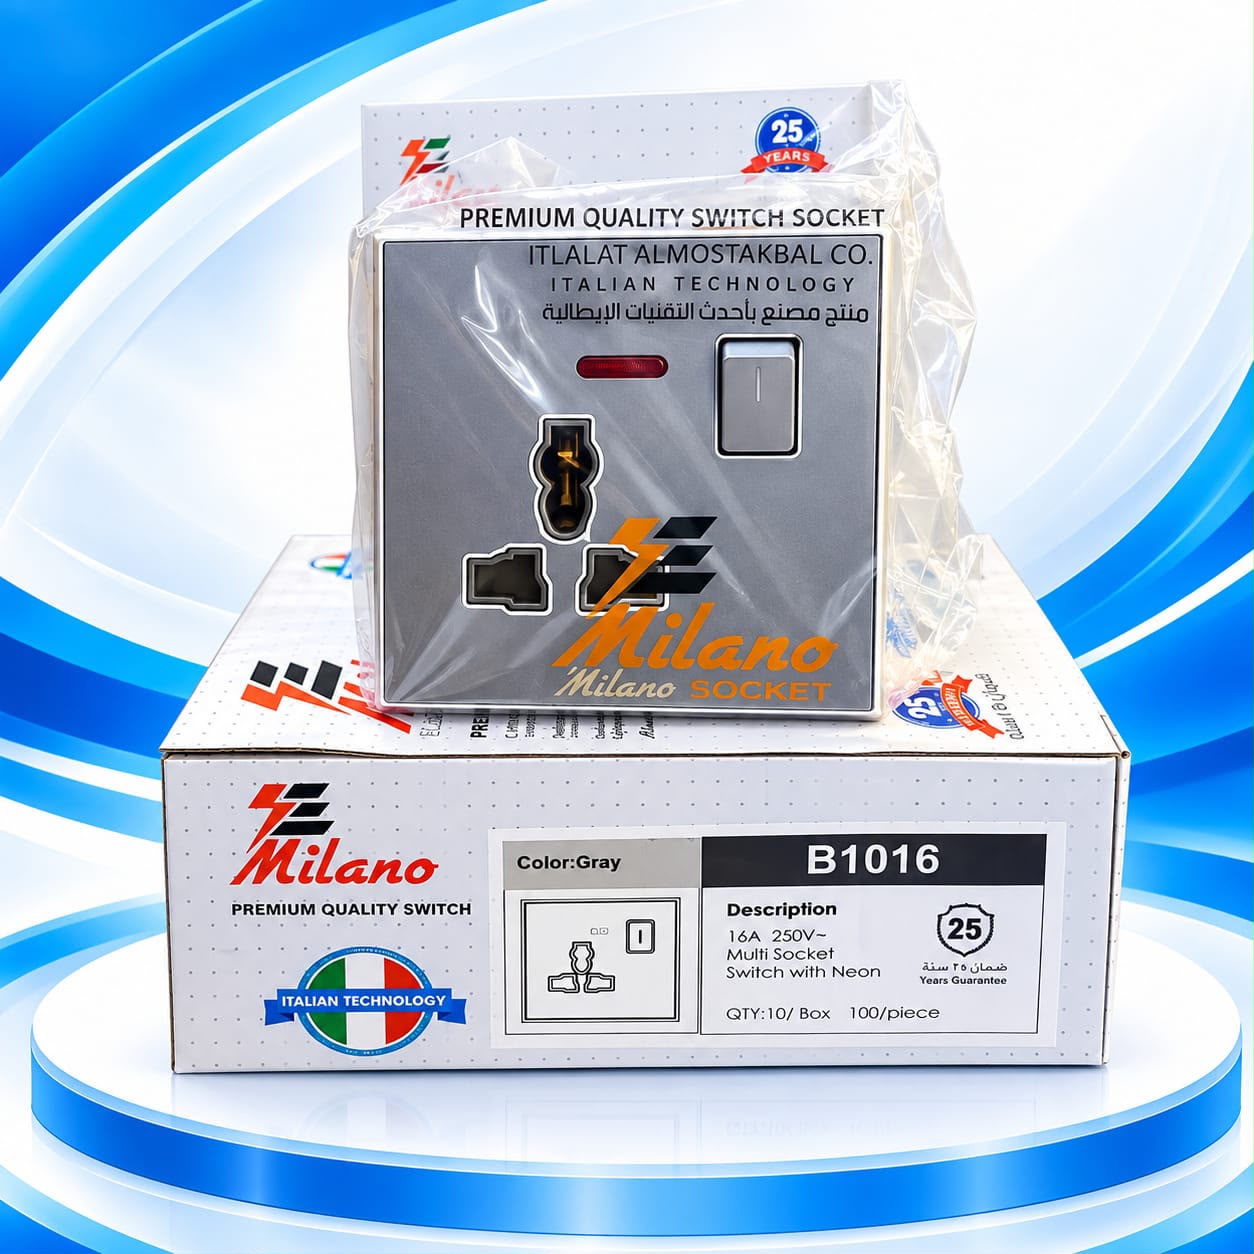 25
YEARS
Milano
PREMIUM QUALITY SWITCH SOCKET
ITLALAT ALMOSTAKBAL CO.
ITALIAN TECHNOLOGY
منتج مصنع بأحدث التقنيات الإيطالية
Milano
Milano SOCKET
25
Milano
PREMIUM QUALITY SWITCH
ITALIAN TECHNOLOGY
Color:Gray
B1016
Description
16A 250V~
Multi Socket
Switch with Neon
QTY:10/ Box 100/piece
25
ضمان ٢٥ سنة
Years Guarantee